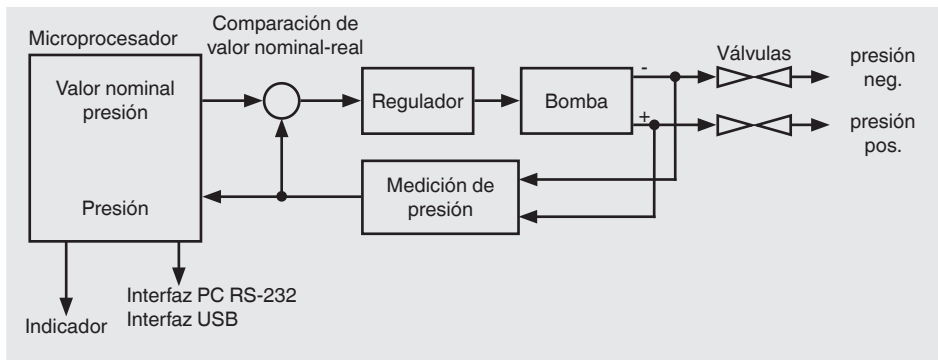 Comparación de
valor nominal-real
Microprocesador
Valor nominal
presión
Regulador
Bomba
-
+
Válvulas
presión
neg.
presión
pos.
Presión
Medición de
presión
Interfaz PC RS-232
Interfaz USB
Indicador